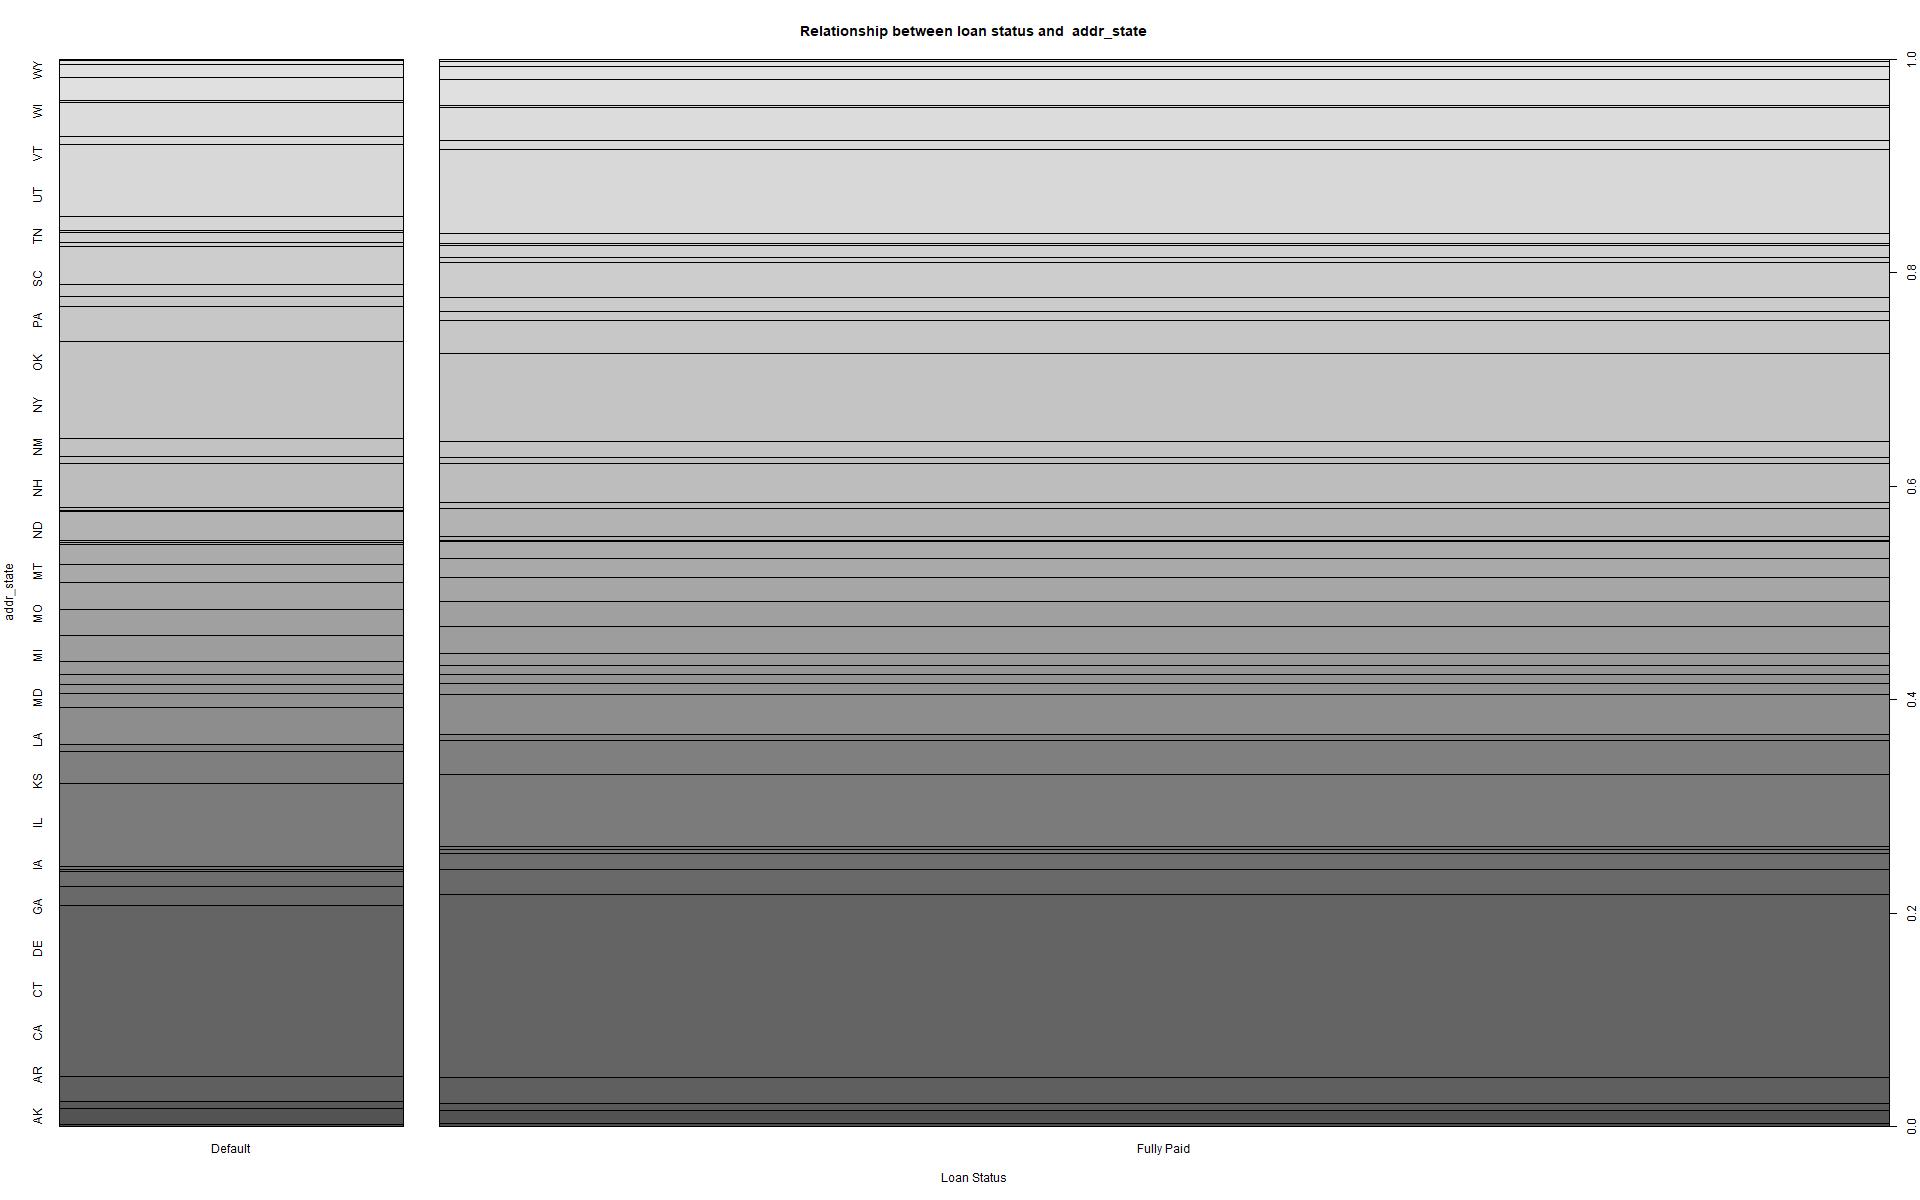 Relationship between loan status and addr_state
WY
WI
VT
UT
TN
SC
PA
OK
NY
NM
NH
ND
MT
MO
MI
MD
LA
KS
IL
IA
GA
DE
CT
CA
AR
AK
addr_state
1.0
0.8
0.6
0.4
0.2
0.0
Default
Fully Paid
Loan Status